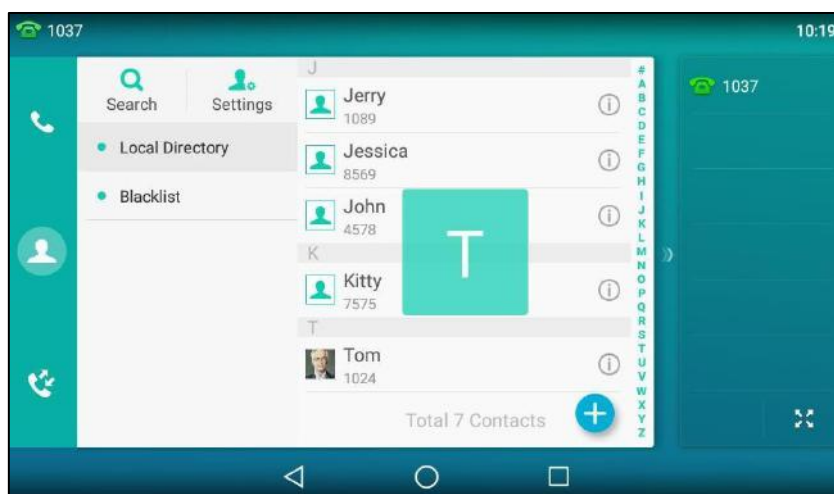 1037
10:19
Search
Settings
Local Directory
Blacklist
J
Jerry
1089
Jessica
8569
John
4578
K
Kitty
7575
T
Tom
1024
Total 7 Contacts
T
#
A
B
C
D
E
F
G
H
I
J
K
L
M
N
O
P
Q
R
S
T
U
V
W
X
Y
Z
1037